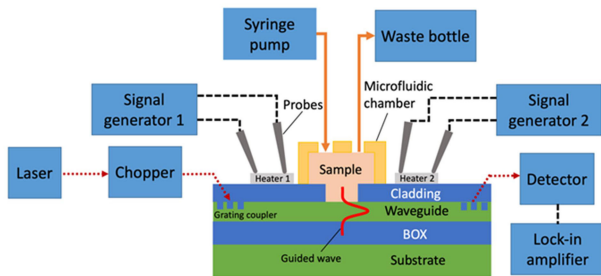 Syringe
pump
Waste bottle
Signal
generator 1
Probes
Microfluidic
chamber
Signal
generator 2
Laser
Chopper
Heater 1
Sample
Heater 2
Detector
Cladding
Grating coupler
Waveguide
BOX
Guided wave
Substrate
Lock-in
amplifier